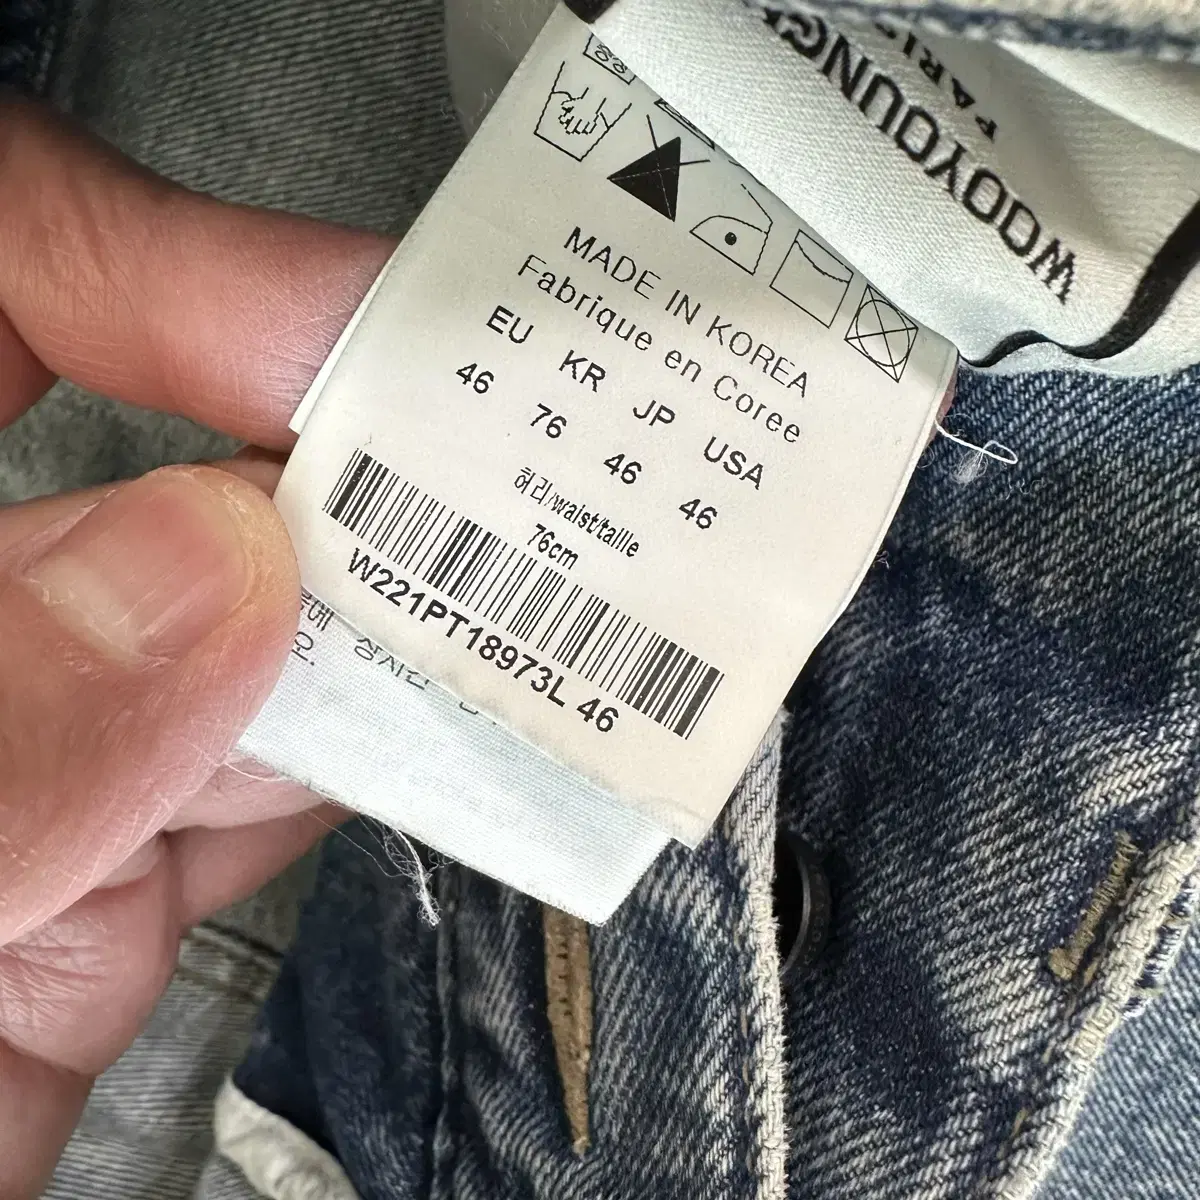 WOOYOUNG
PARIS
MADE IN KOREA
Fabrique en Coree
EU KR JP USA
46 76 46 46
허리/waist/taille
76cm
W221PT18973L 46